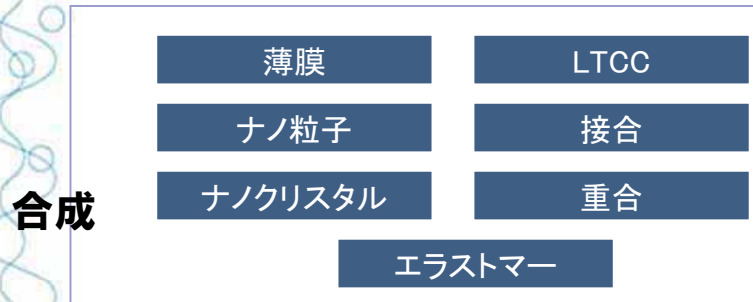 薄膜
LTCC
ナノ粒子
接合
合成
ナノクリスタル
重合
エラストマー